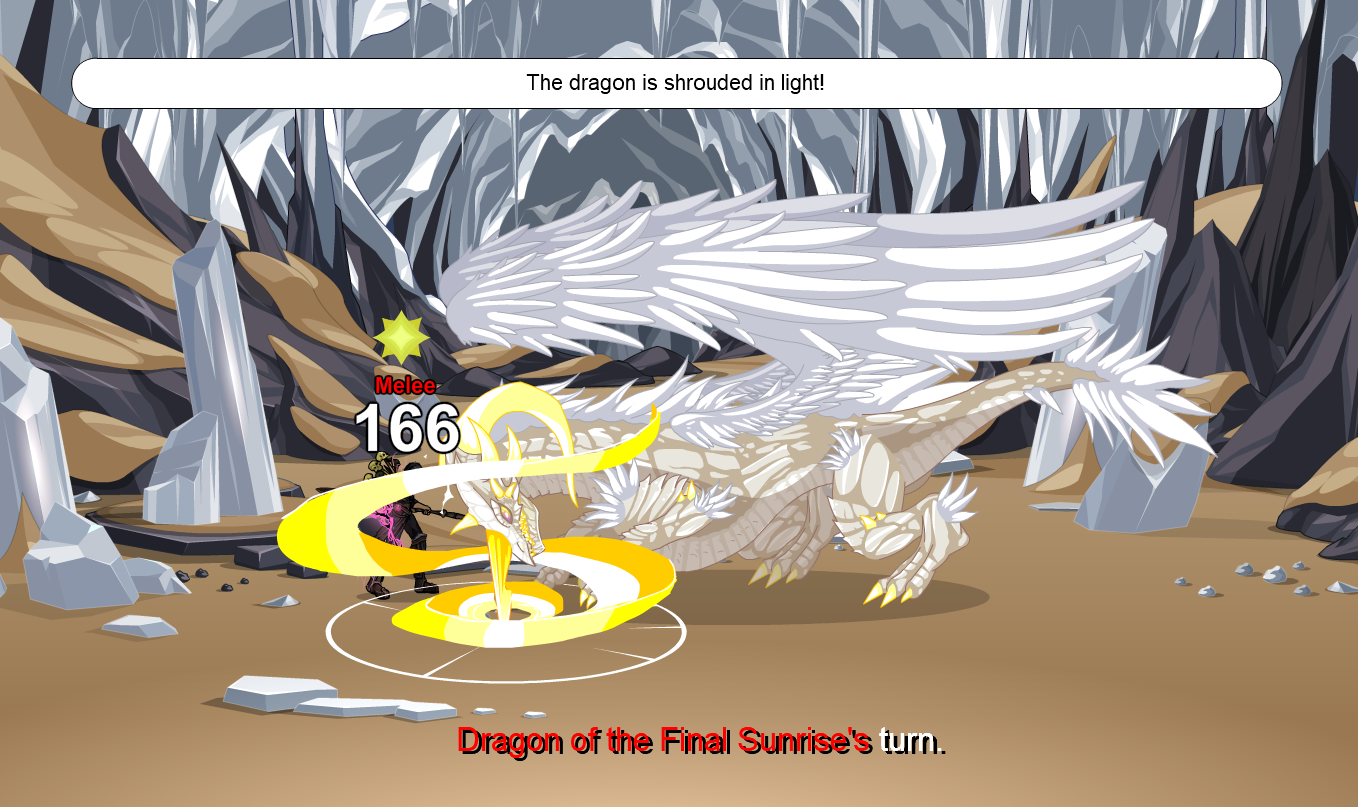 The dragon is shrouded in light!
Melee
166
Dragon of the Final Sunrise's turn.